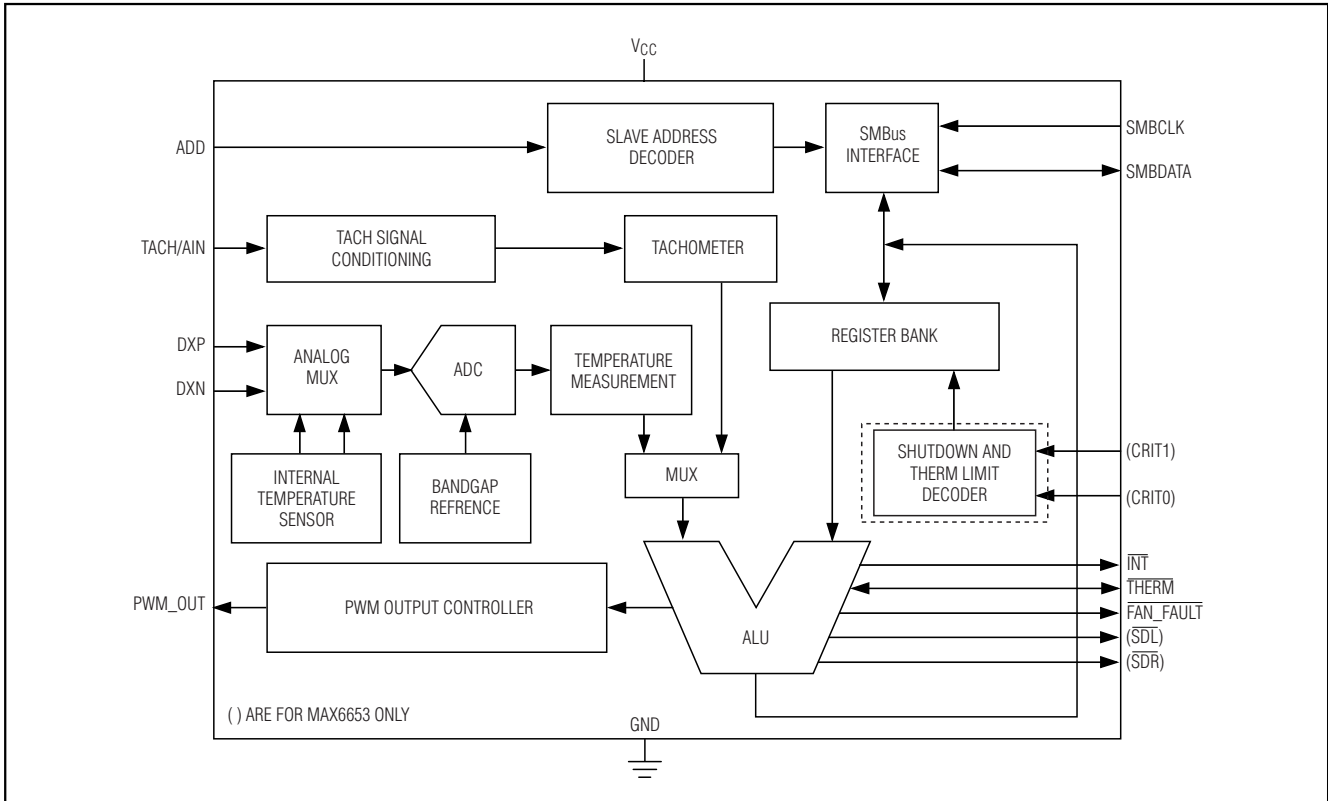 VCC
ADD
SLAVE ADDRESS
DECODER
SMBus
INTERFACE
SMBCLK
SMBDATA
TACH/AIN
TACH SIGNAL
CONDITIONING
TACHOMETER
REGISTER BANK
DXP
DXN
ANALOG
MUX
ADC
TEMPERATURE
MEASUREMENT
INTERNAL
TEMPERATURE
SENSOR
BANDGAP
REFRENCE
MUX
SHUTDOWN AND
THERM LIMIT
DECODER
(CRIT1)
(CRIT0)
PWM_OUT
PWM OUTPUT CONTROLLER
ALU
INT
THERM
FAN_FAULT
(SDL)
(SDR)
( ) ARE FOR MAX6653 ONLY
GND